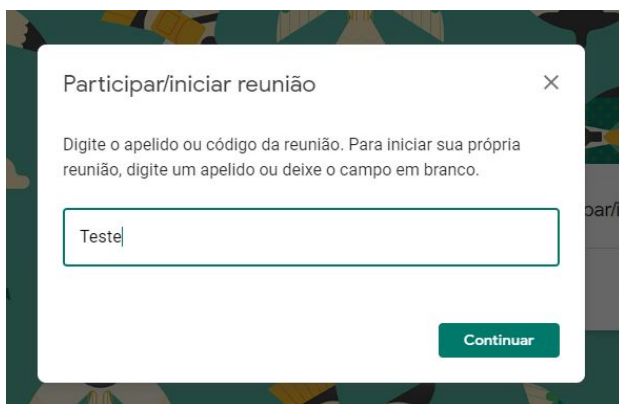 Participar/iniciar reunião
Digite o apelido ou código da reunião. Para iniciar sua própria
reunião, digite um apelido ou deixe o campo em branco.
par/i
Teste
Continuar